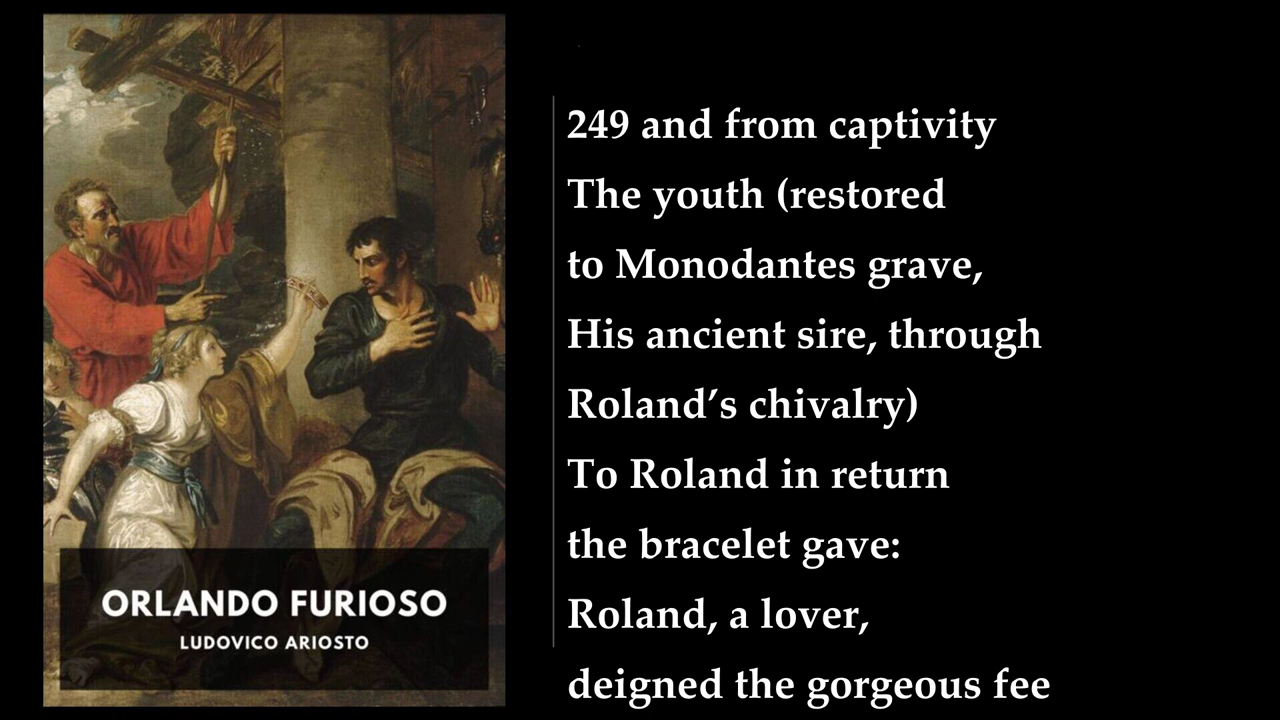 ORLANDO FURIOSO
LUDOVICO ARIOSTO
249 and from captivity
The youth (restored
to Monodantes grave,
His ancient sire, through
Roland’s chivalry)
To Roland in return
the bracelet gave:
Roland, a lover,
deigned the gorgeous fee